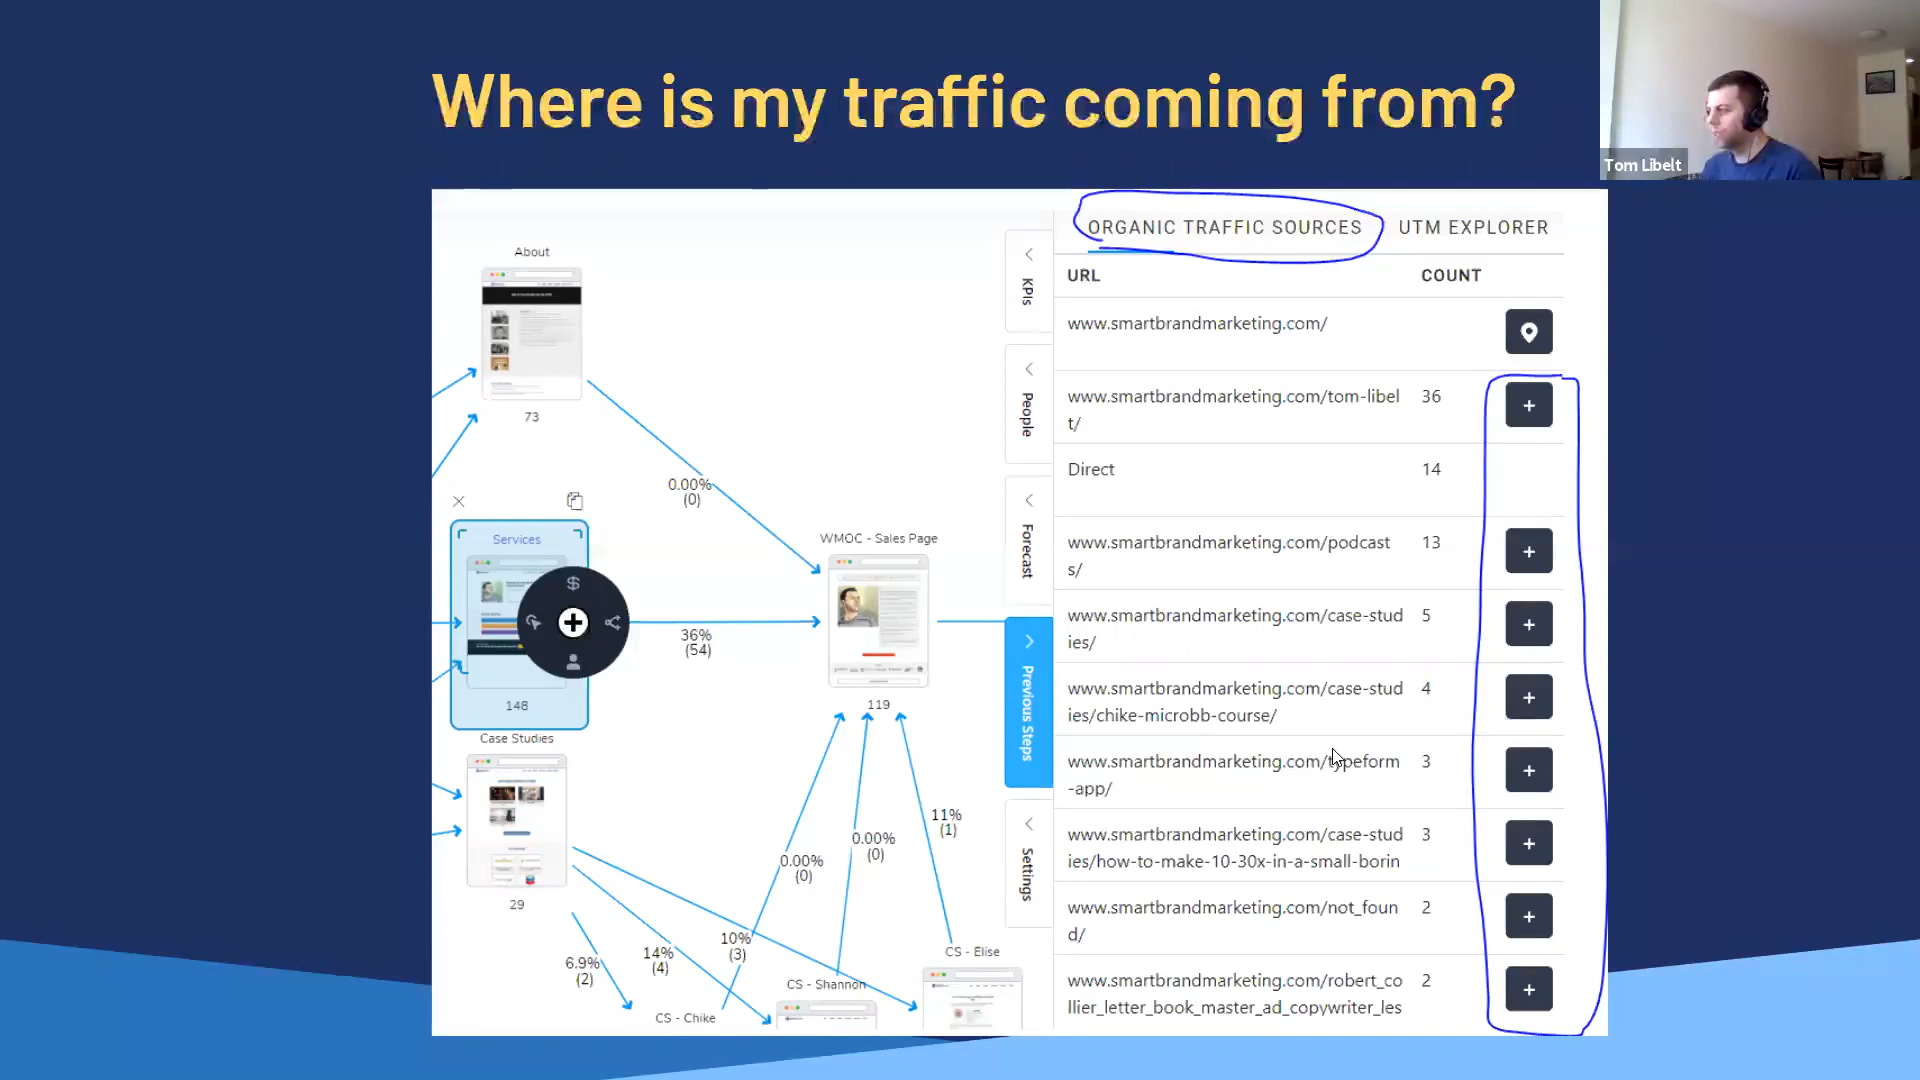 Where is my traffic coming from?
Tom Libelt
About
73
0.00%
(0)
Services
148
36%
(54)
WMOC - Sales Page
119
Case Studies
29
6.9%
(2)
14%
(4)
10%
(3)
0.00%
(0)
0.00%
(0)
11%
(1)
CS - Chike
CS - Shannon
CS - Elise
KPIs
People
Forecast
Previous Steps
Settings
ORGANIC TRAFFIC SOURCES UTM EXPLORER
URL COUNT
www.smartbrandmarketing.com/
www.smartbrandmarketing.com/tom-libel 36
t/
Direct 14
www.smartbrandmarketing.com/podcast 13
s/
www.smartbrandmarketing.com/case-stud 5
ies/
www.smartbrandmarketing.com/case-stud 4
ies/chike-microbb-course/
www.smartbrandmarketing.com/typeform 3
-app/
www.smartbrandmarketing.com/case-stud 3
ies/how-to-make-10-30x-in-a-small-borin
www.smartbrandmarketing.com/not_foun 2
d/
www.smartbrandmarketing.com/robert_co 2
llier_letter_book_master_ad_copywriter_les